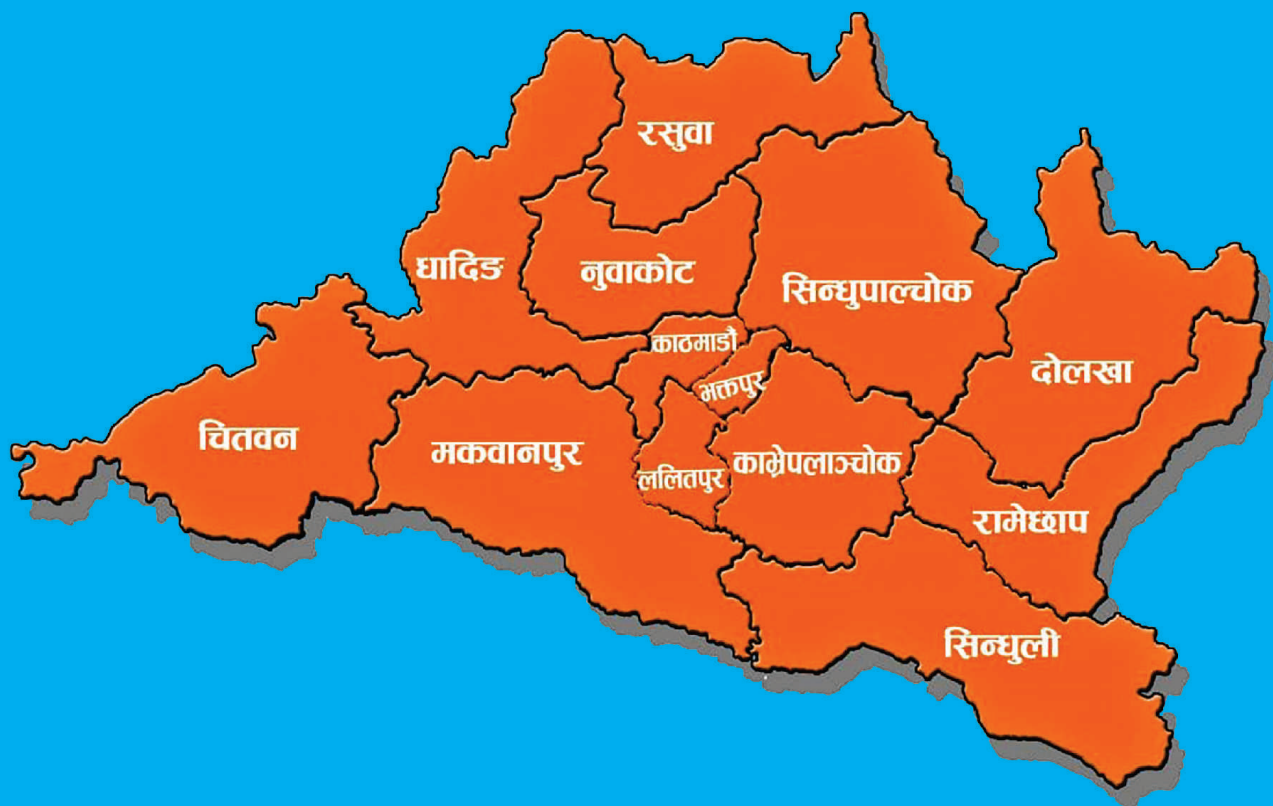 रसुवा
धादिङ
नुवाकोट
सिन्धुपाल्चोक
काठमाडौं
दोलखा
भक्तपुर
चितवन
मकवानपुर
ललितपुर
काभ्रेपलाञ्चोक
रामेछाप
सिन्धुली